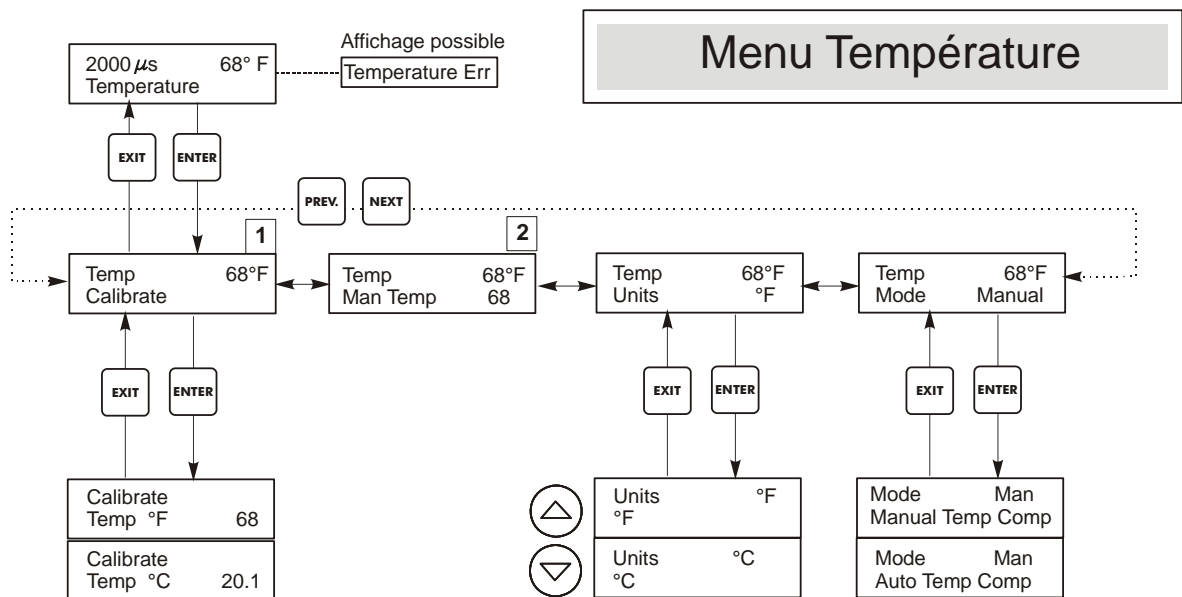 Menu Température
Affichage possible
2000 µs 68° F
Temperature
Temperature Err
EXIT ENTER
PREV. NEXT
1
2
Temp 68°F
Calibrate
Temp 68°F
Man Temp 68
Temp 68°F
Units °F
Temp 68°F
Mode Manual
EXIT ENTER
EXIT ENTER
EXIT ENTER
Calibrate
Temp °F 68
Calibrate
Temp °C 20.1
Units °F
°F
Units °C
°C
Mode Man
Manual Temp Comp
Mode Man
Auto Temp Comp